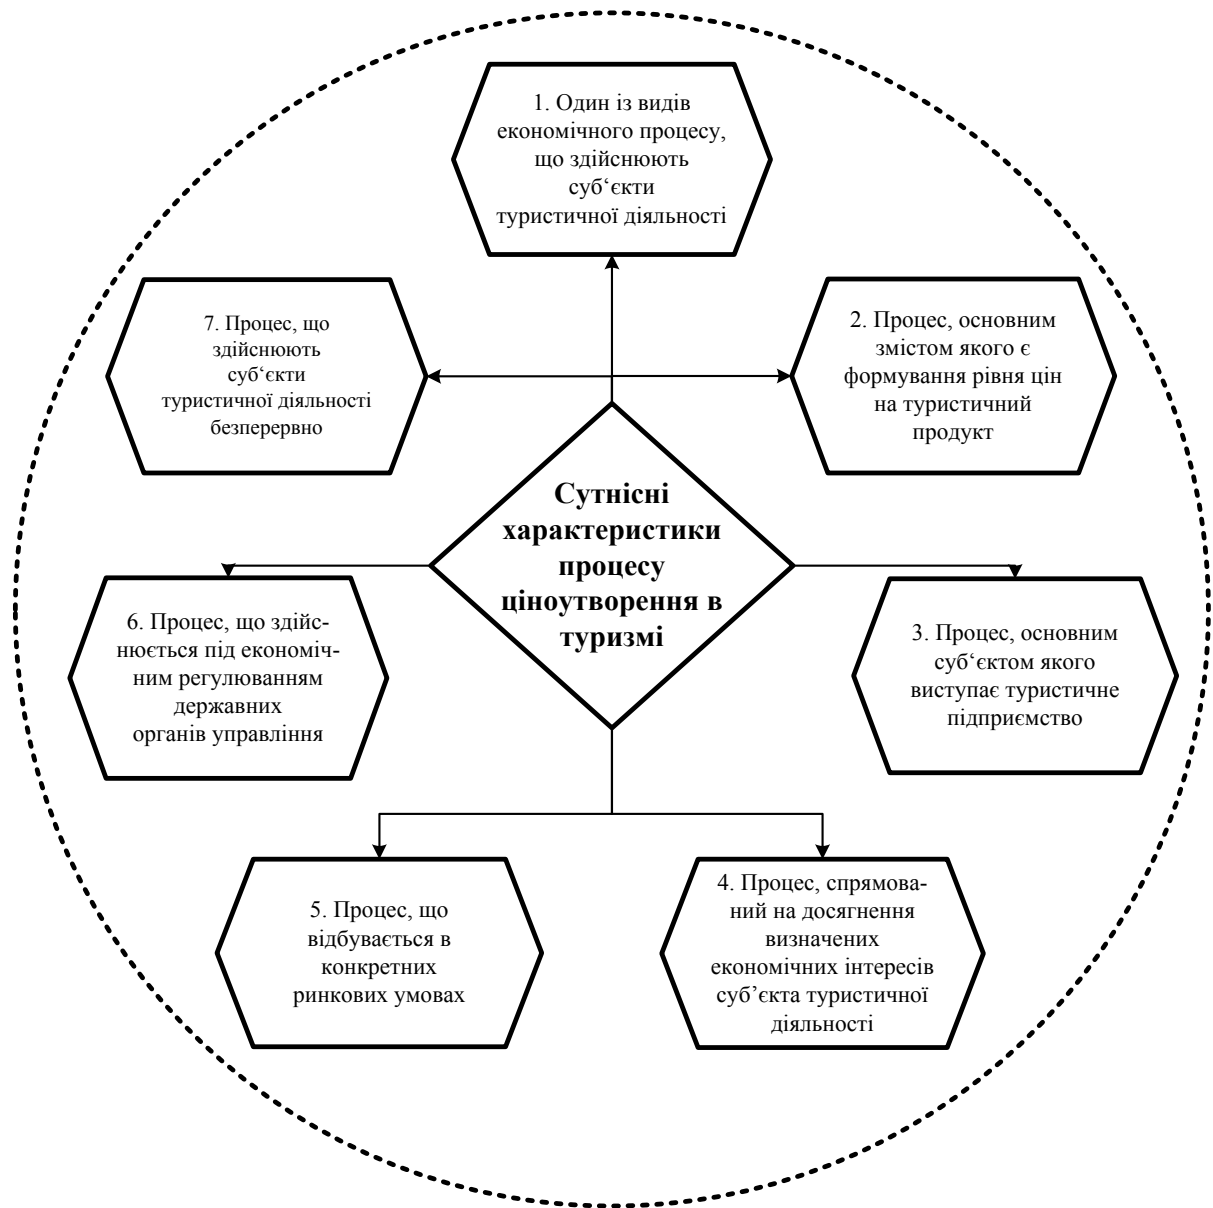 1. Один із видів
економічного процесу,
що здійснюють
суб‘єкти
туристичної діяльності
7. Процес, що
здійснюють
суб‘єкти
туристичної діяльності
безперервно
2. Процес, основним
змістом якого є
формування рівня цін
на туристичний
продукт
Сутнісні
характеристики
процесу
ціноутворення в
туризмі
6. Процес, що здійс-
нюється під економіч-
ним регулюванням
державних
органів управління
3. Процес, основним
суб‘єктом якого
виступає туристичне
підприємство
5. Процес, що
відбувається в
конкретних
ринкових умовах
4. Процес, спрямова-
ний на досягнення
визначених
економічних інтересів
суб’єкта туристичної
діяльності